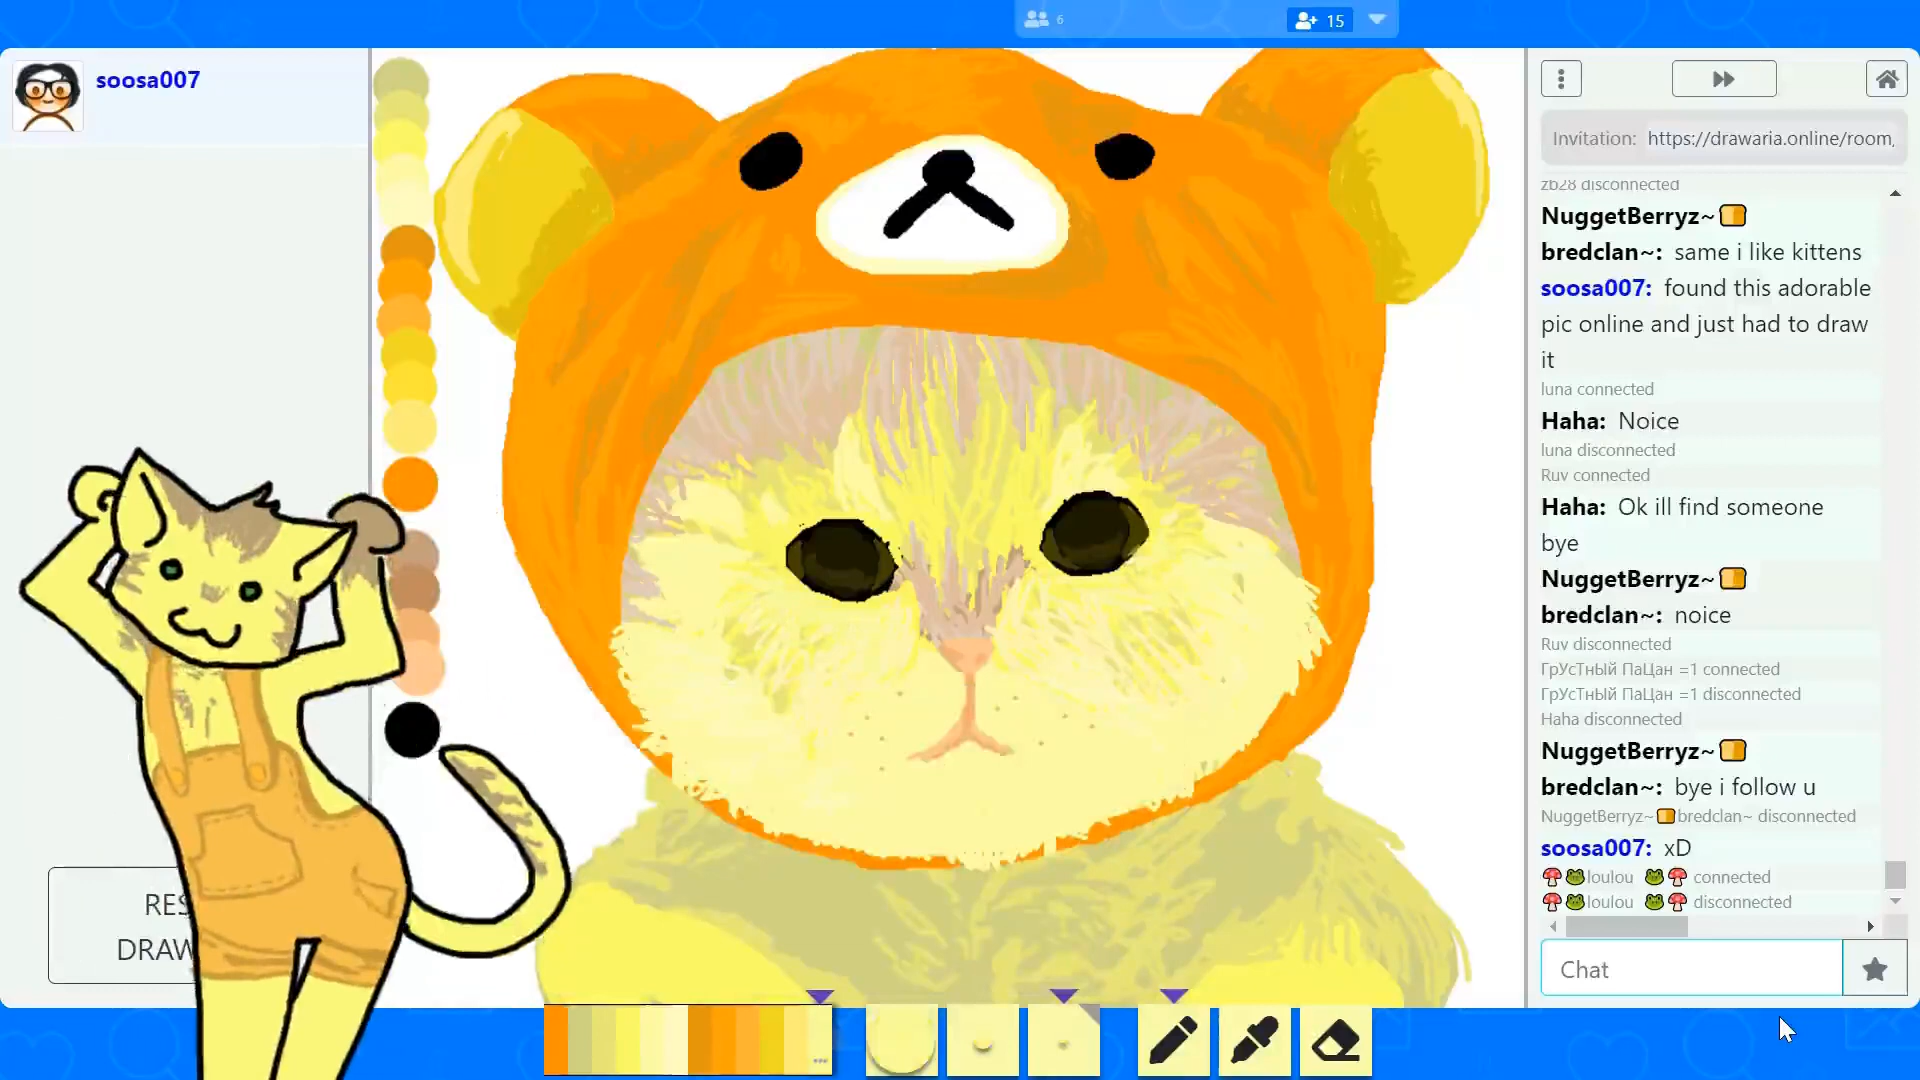 6
15
soosa007
Invitation: https://drawaria.online/room,
zb28 disconnected
NuggetBerryz~🍞
bredclan~: same i like kittens
soosa007: found this adorable
pic online and just had to draw
it
luna connected
Haha: Noice
luna disconnected
Ruv connected
Haha: Ok ill find someone
bye
NuggetBerryz~🍞
bredclan~: noice
Ruv disconnected
ГрУсТнЫй ПаЦан =1 connected
ГрУсТнЫй ПаЦан =1 disconnected
Haha disconnected
NuggetBerryz~🍞
bredclan~: bye i follow u
NuggetBerryz~🍞bredclan~ disconnected
soosa007: xD
🍄🐸loulou 🐸🍄 connected
🍄🐸loulou 🐸🍄 disconnected
Chat